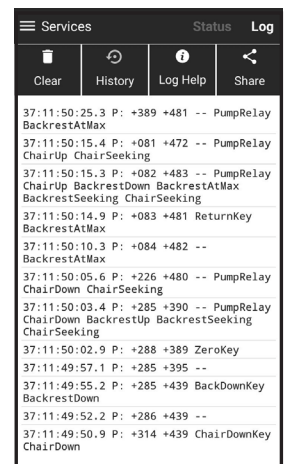 Services Status Log
Clear History Log Help Share
37:11:50:25.3 P: +389 +481 -- PumpRelay
BackrestAtMax
37:11:50:15.4 P: +081 +472 -- PumpRelay
ChairUp ChairSeeking
37:11:50:15.3 P: +082 +483 -- PumpRelay
ChairUp BackrestDown BackrestAtMax
BackrestSeeking ChairSeeking
37:11:50:14.9 P: +083 +481 ReturnKey
BackrestAtMax
37:11:50:10.3 P: +084 +482 --
BackrestAtMax
37:11:50:05.6 P: +226 +480 -- PumpRelay
ChairDown ChairSeeking
37:11:50:03.4 P: +285 +390 -- PumpRelay
ChairDown BackrestUp BackrestSeeking
ChairSeeking
37:11:50:02.9 P: +288 +389 ZeroKey
37:11:49:57.1 P: +285 +395 --
37:11:49:55.2 P: +285 +439 BackDownKey
BackrestDown
37:11:49:52.2 P: +286 +439 --
37:11:49:50.9 P: +314 +439 ChairDownKey
ChairDown